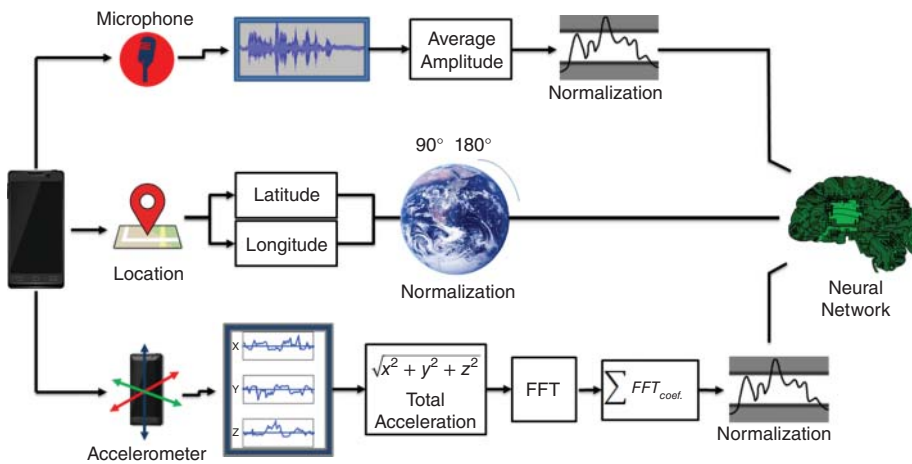 Microphone
Average
Amplitude
Normalization
90° 180°
Latitude
Longitude
Location
Normalization
Neural
Network
X
Y
Z
√x² + y² + z²
Total
Acceleration
FFT
∑ FFT_coef.
Normalization
Accelerometer